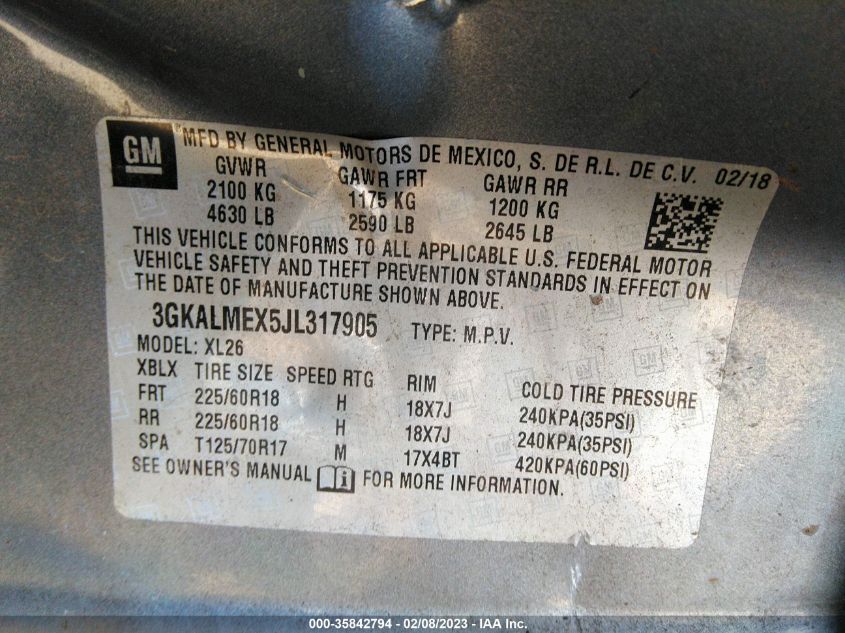 GM
MFD BY GENERAL MOTORS DE MEXICO, S. DE R.L. DE C.V. 02/18
GVWR GAWR FRT GAWR RR
2100 KG 1175 KG 1200 KG
4630 LB 2590 LB 2645 LB
THIS VEHICLE CONFORMS TO ALL APPLICABLE U.S. FEDERAL MOTOR
VEHICLE SAFETY AND THEFT PREVENTION STANDARDS IN EFFECT ON
THE DATE OF MANUFACTURE SHOWN ABOVE.
3GKALMEX5JL317905 TYPE: M.P.V.
MODEL: XL26
XBLX TIRE SIZE SPEED RTG RIM COLD TIRE PRESSURE
FRT 225/60R18 H 18X7J 240KPA(35PSI)
RR 225/60R18 H 18X7J 240KPA(35PSI)
SPA T125/70R17 M 17X4BT 420KPA(60PSI)
SEE OWNER'S MANUAL FOR MORE INFORMATION.
000-35842794 - 02/08/2023 - IAA Inc.